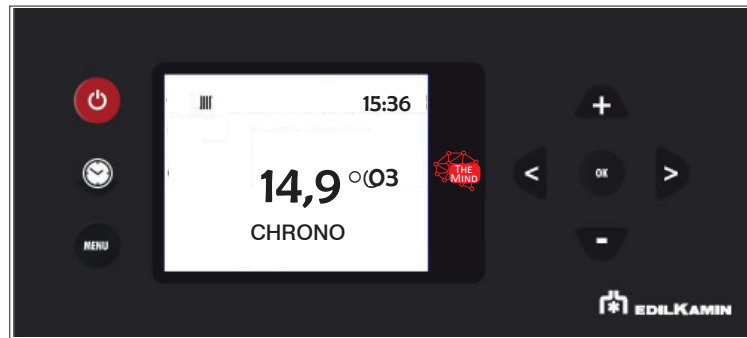 15:36
14,9 °(03
CHRONO
THE
MIND
MENU
<
OK
>
+
-
EDILKAMIN